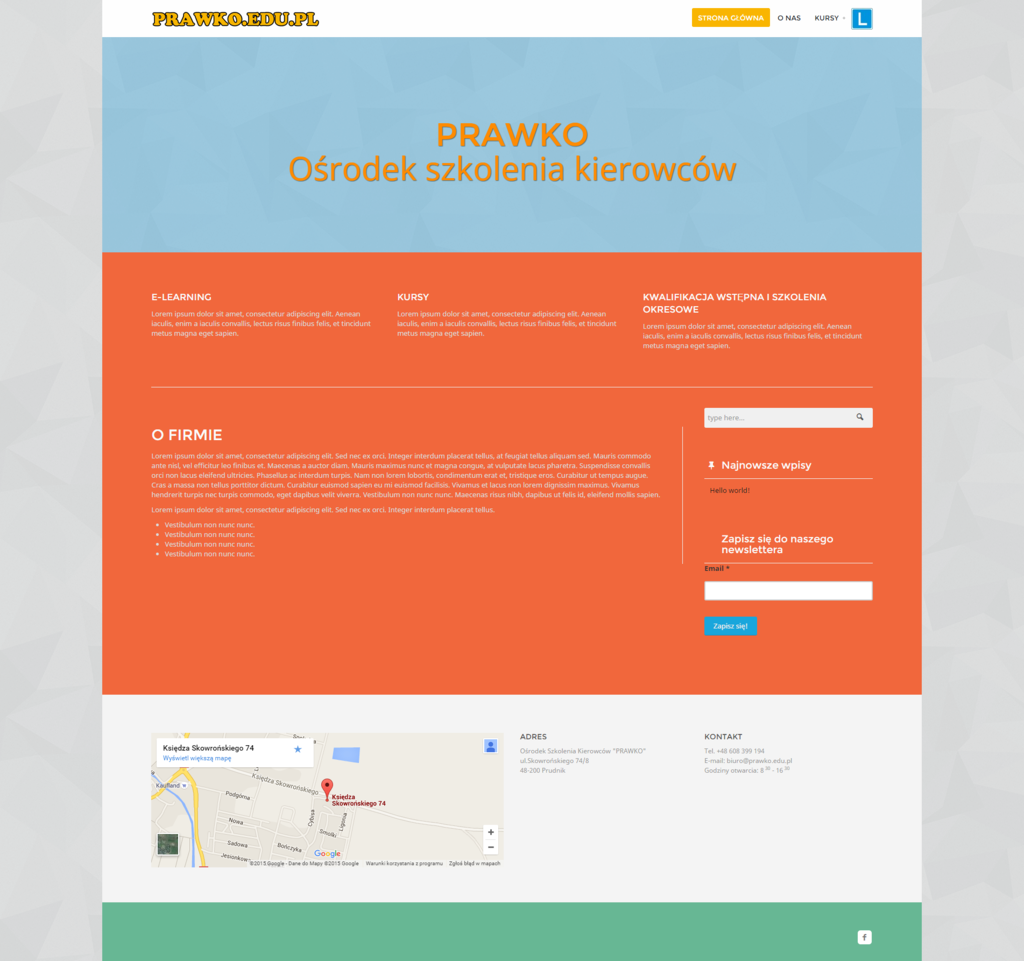 PRAWKO.EDU.PL
STRONA GŁÓWNA
O NAS
KURSY
L
PRAWKO
Ośrodek szkolenia kierowców
E-LEARNING
Lorem ipsum dolor sit amet, consectetur adipiscing elit. Aenean
iaculis, enim a iaculis convallis, lectus risus finibus felis, et tincidunt
metus magna eget sapien.
KURSY
Lorem ipsum dolor sit amet, consectetur adipiscing elit. Aenean
iaculis, enim a iaculis convallis, lectus risus finibus felis, et tincidunt
metus magna eget sapien.
KWALIFIKACJA WSTĘPNA I SZKOLENIA
OKRESOWE
Lorem ipsum dolor sit amet, consectetur adipiscing elit. Aenean
iaculis, enim a iaculis convallis, lectus risus finibus felis, et tincidunt
metus magna eget sapien.
O FIRMIE
Lorem ipsum dolor sit amet, consectetur adipiscing elit. Sed nec ex orci. Integer interdum placerat tellus, at feugiat tellus aliquam sed. Mauris commodo
ante nisl, vel efficitur leo finibus et. Maecenas a auctor diam. Mauris maximus nunc et magna congue, at vulputate lacus pharetra. Suspendisse convallis
orci non lacus eleifend ultricies. Phasellus ac interdum turpis. Nam non lorem lobortis, condimentum erat et, tristique eros. Curabitur ut tempus augue.
Cras a massa non tellus porttitor dictum. Curabitur euismod sapien eu mi euismod facilisis. Vivamus et lacus non lorem dignissim maximus. Vivamus
hendrerit turpis nec turpis commodo, eget dapibus velit viverra. Vestibulum non nunc nunc. Maecenas risus nibh, dapibus ut felis id, eleifend mollis sapien.
Lorem ipsum dolor sit amet, consectetur adipiscing elit. Sed nec ex orci. Integer interdum placerat tellus.
• Vestibulum non nunc nunc.
• Vestibulum non nunc nunc.
• Vestibulum non nunc nunc.
• Vestibulum non nunc nunc.
type here...
Najnowsze wpisy
Hello world!
Zapisz się do naszego
newslettera
Email *
Zapisz się!
Księdza Skowrońskiego 74
Wyświetl większą mapę
Kaufland
Księdza Skowrońskiego
Podgórna
Księdza
Skowrońskiego 74
Nowa
Cytusa
Ligonia
Smolki
Sadowa
Bończyka
Jesionkow
Google
+
−
©2015 Google - Dane do Mapy ©2015 Google
Warunki korzystania z programu
Zgłoś błąd w mapach
ADRES
Ośrodek Szkolenia Kierowców "PRAWKO"
ul.Skowrońskiego 74/8
48-200 Prudnik
KONTAKT
Tel. +48 608 399 194
E-mail: biuro@prawko.edu.pl
Godziny otwarcia: 8 00 - 16 00
f